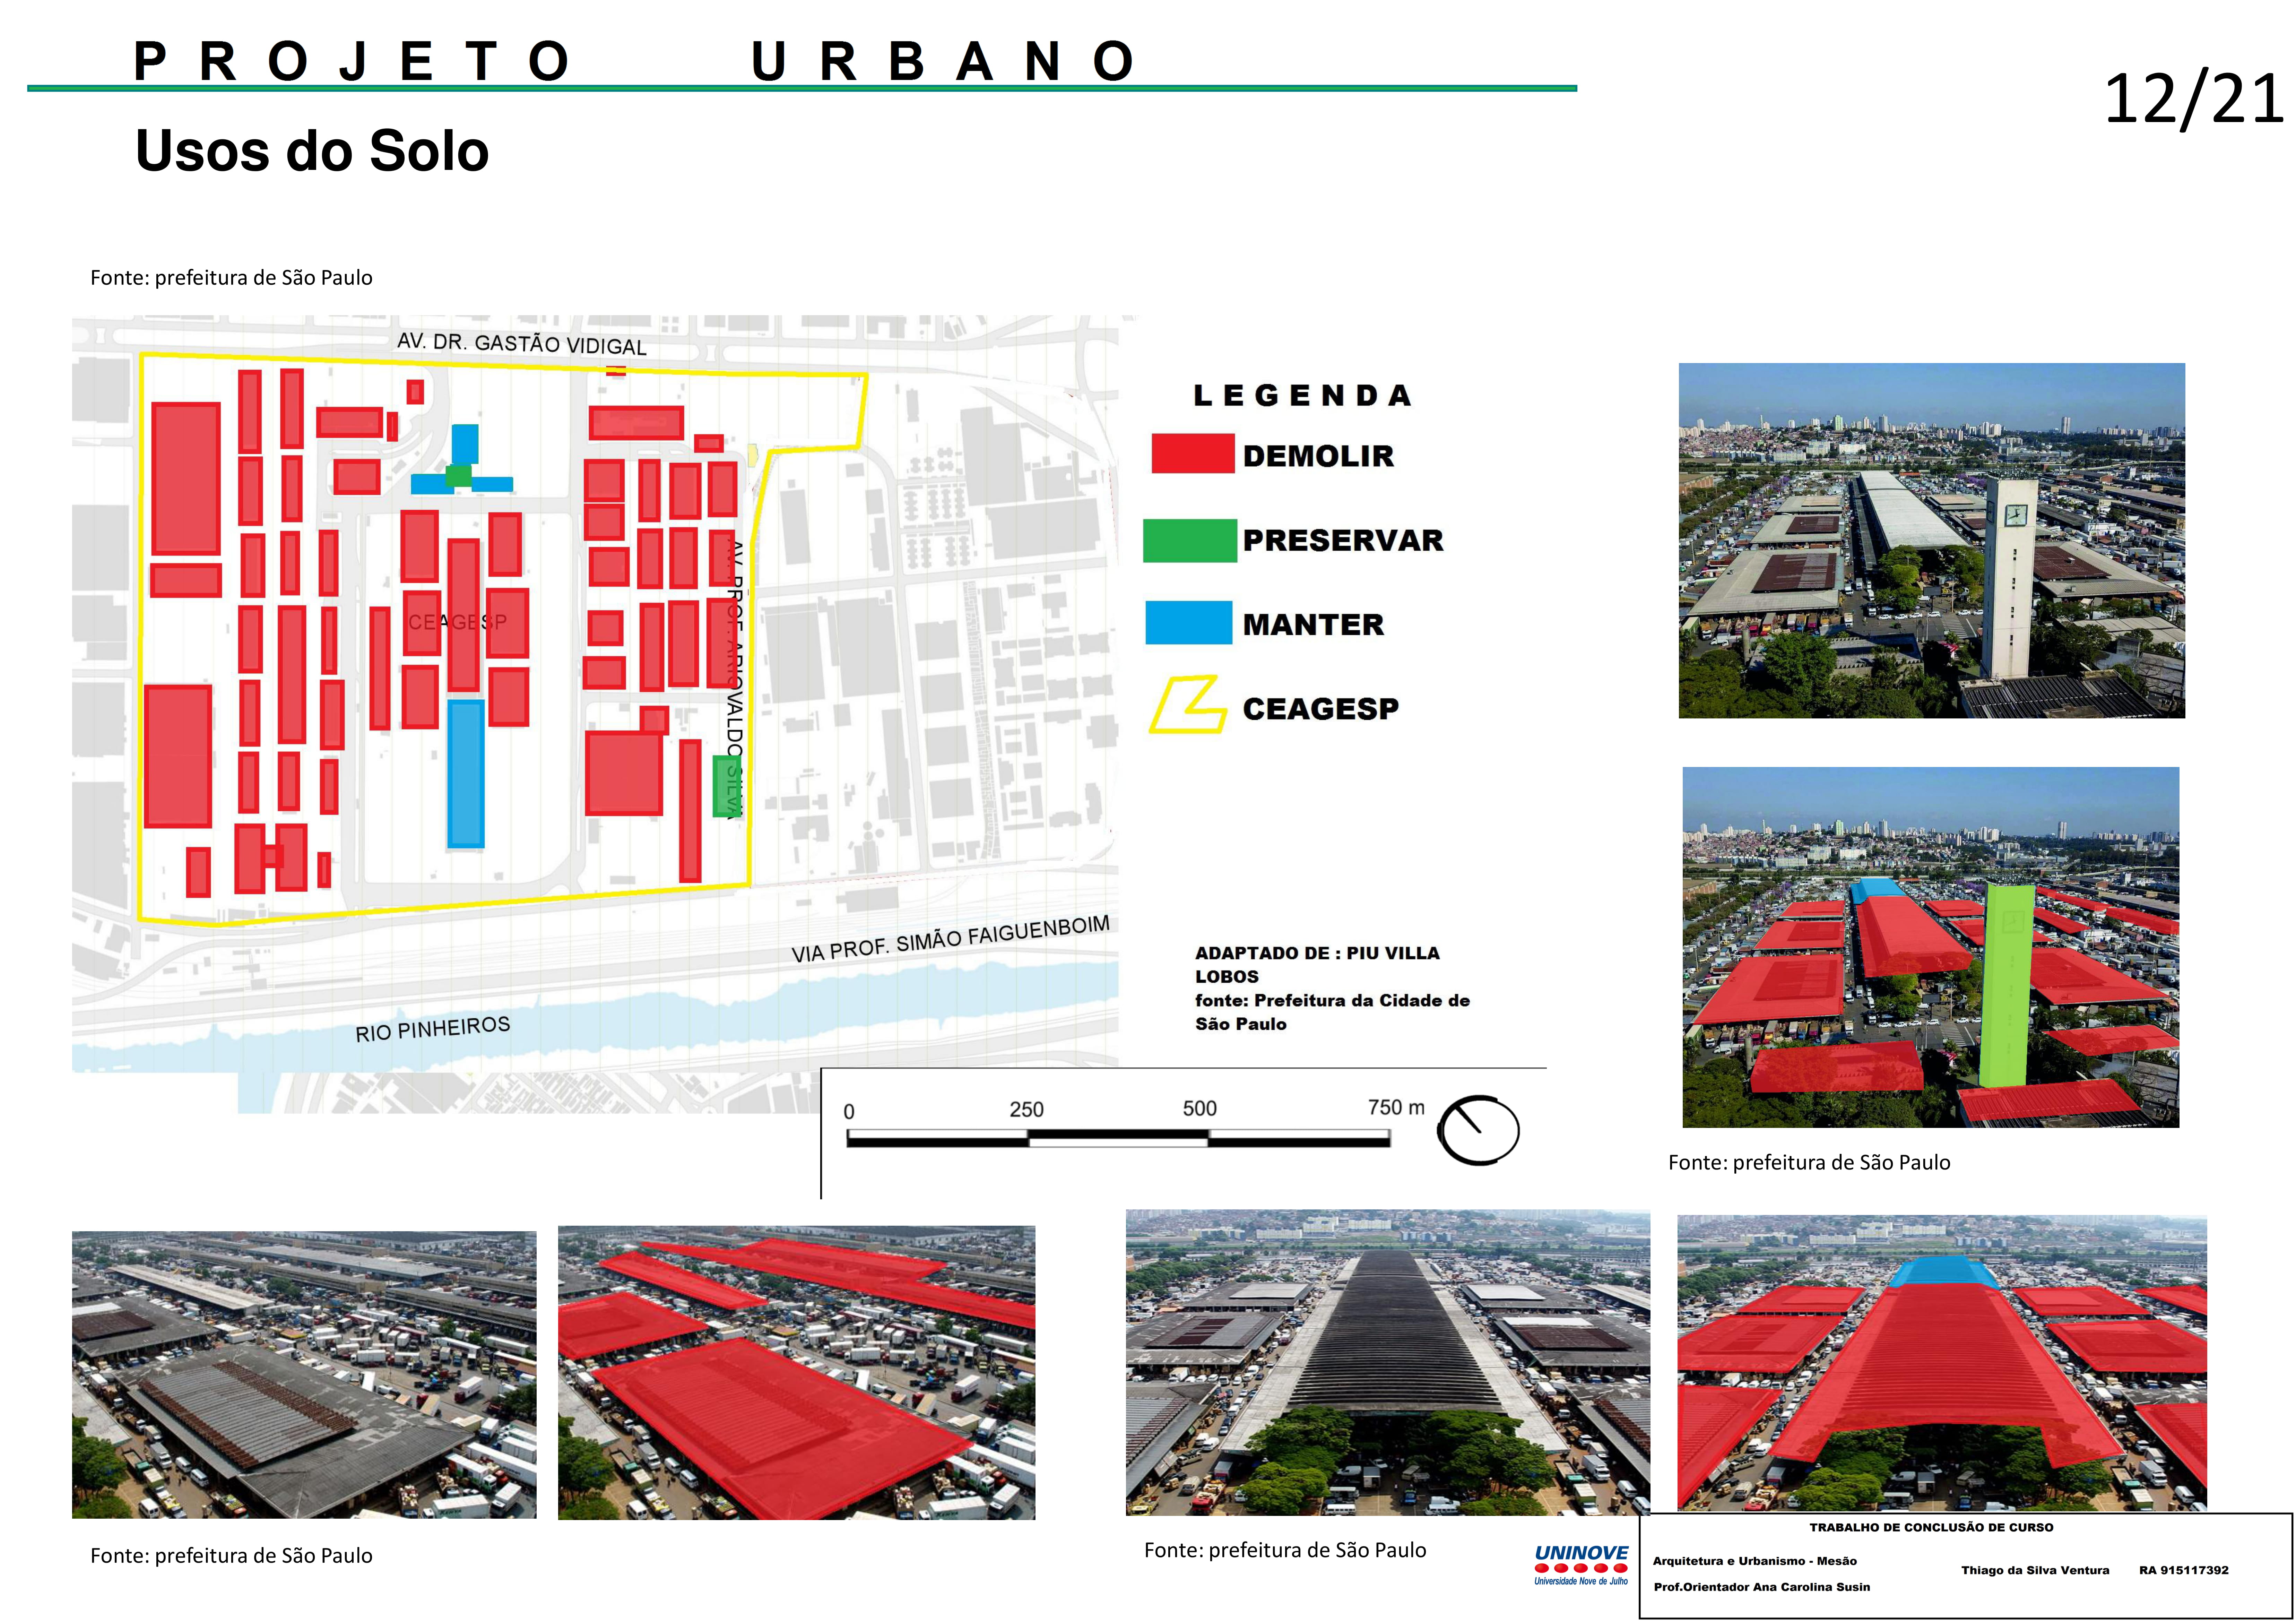 PROJETO URBANO
12/21
Usos do Solo
Fonte: prefeitura de São Paulo
AV. DR. GASTÃO VIDIGAL
CEAGESP
AV. PROF. ARIOVALDO SILVA
VIA PROF. SIMÃO FAIGUENBOIM
RIO PINHEIROS
LEGENDA
DEMOLIR
PRESERVAR
MANTER
CEAGESP
ADAPTADO DE : PIU VILLA
LOBOS
fonte: Prefeitura da Cidade de
São Paulo
0 250 500 750 m
Fonte: prefeitura de São Paulo
Fonte: prefeitura de São Paulo
Fonte: prefeitura de São Paulo
UNINOVE
Universidade Nove de Julho
TRABALHO DE CONCLUSÃO DE CURSO
Arquitetura e Urbanismo - Mesão
Prof.Orientador Ana Carolina Susin
Thiago da Silva Ventura RA 915117392